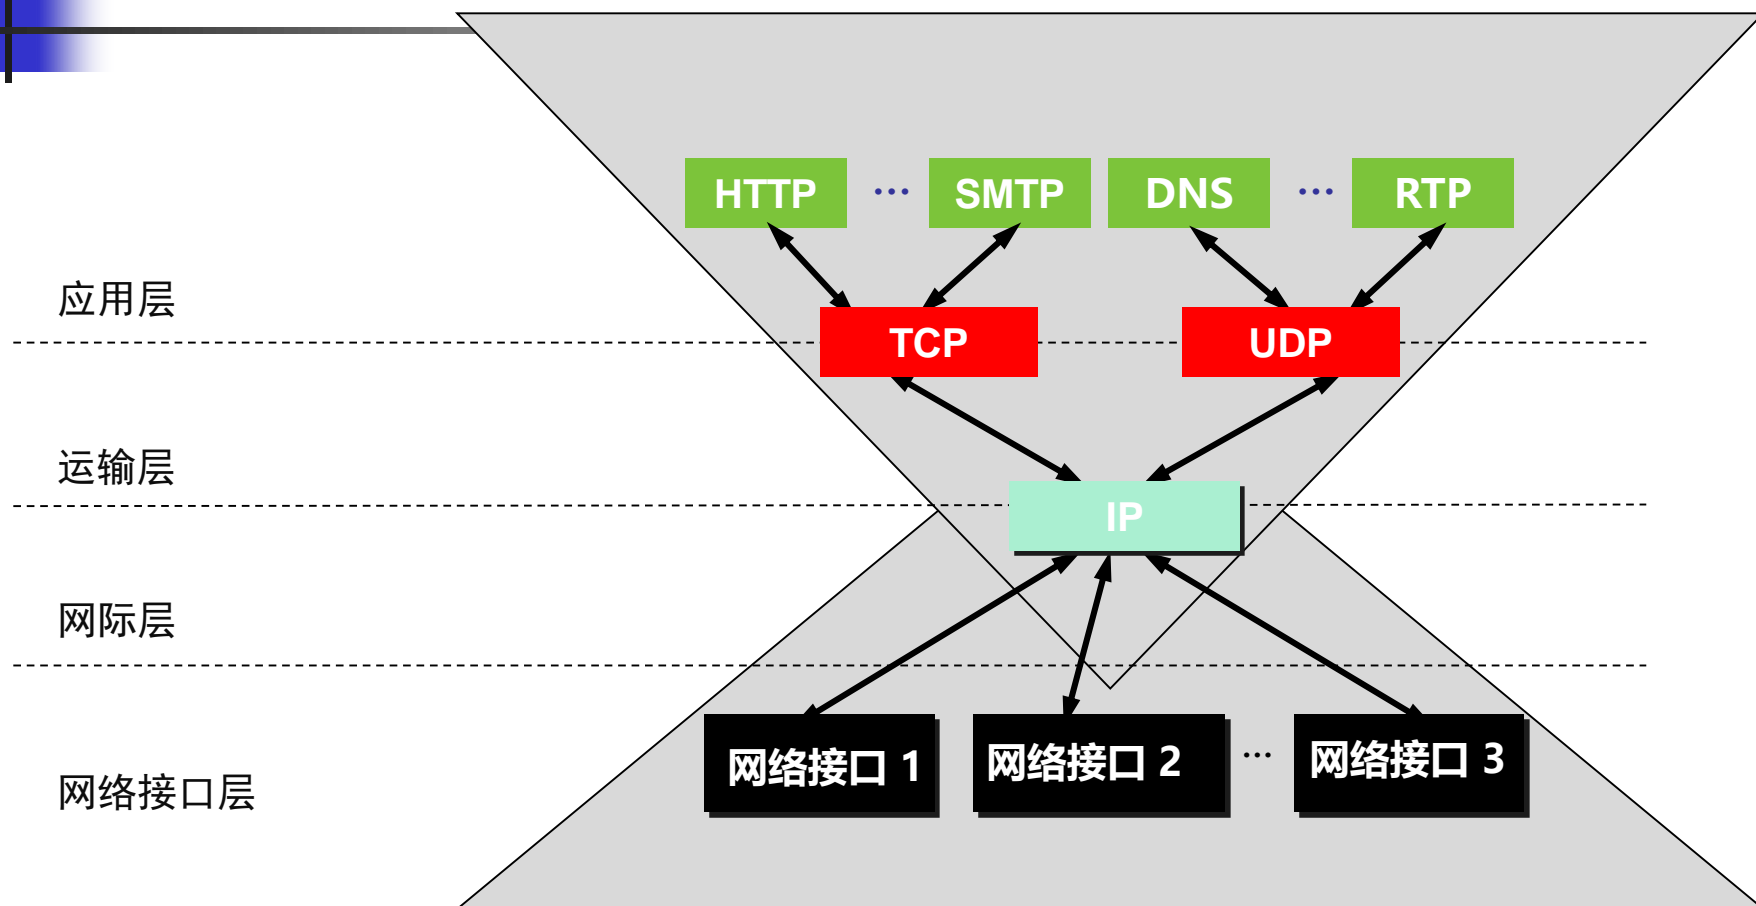 HTTP … SMTP DNS … RTP
应用层
TCP UDP
运输层
IP
网际层
网络接口 1 网络接口 2 … 网络接口 3
网络接口层